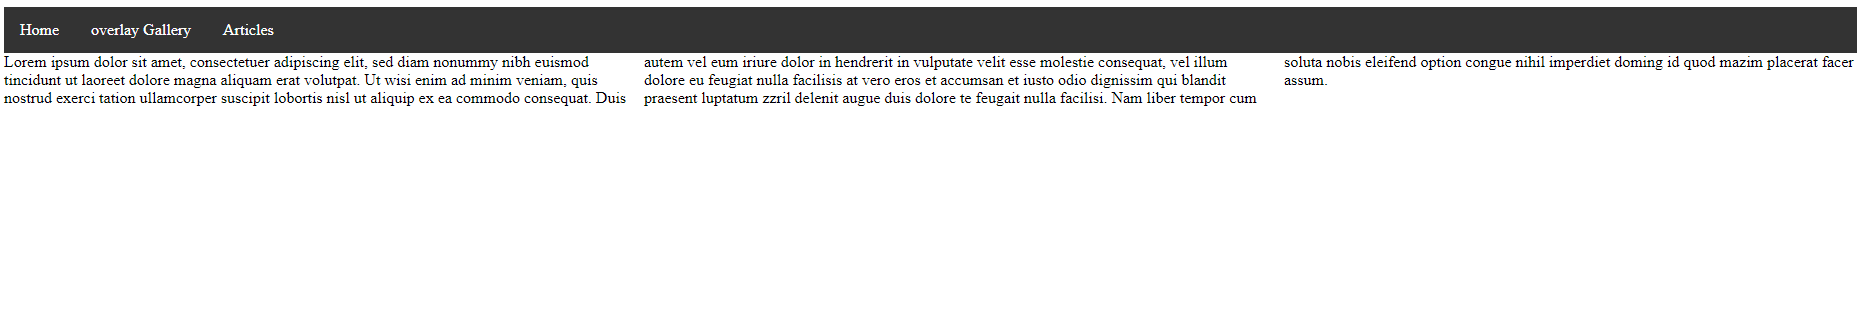 Home
overlay Gallery
Articles
Lorem ipsum dolor sit amet, consectetuer adipiscing elit, sed diam nonummy nibh euismod
tincidunt ut laoreet dolore magna aliquam erat volutpat. Ut wisi enim ad minim veniam, quis
nostrud exerci tation ullamcorper suscipit lobortis nisl ut aliquip ex ea commodo consequat. Duis
autem vel eum iriure dolor in hendrerit in vulputate velit esse molestie consequat, vel illum
dolore eu feugiat nulla facilisis at vero eros et accumsan et iusto odio dignissim qui blandit
praesent luptatum zzril delenit augue duis dolore te feugait nulla facilisi. Nam liber tempor cum
soluta nobis eleifend option congue nihil imperdiet doming id quod mazim placerat facer
assum.